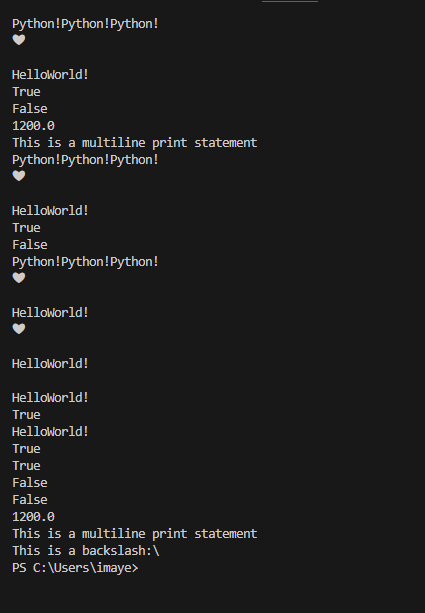 Python!Python!Python!
♥
HelloWorld!
True
False
1200.0
This is a multiline print statement
Python!Python!Python!
♥
HelloWorld!
True
False
Python!Python!Python!
♥
HelloWorld!
♥
HelloWorld!
HelloWorld!
True
HelloWorld!
True
True
False
False
1200.0
This is a multiline print statement
This is a backslash:\
PS C:\Users\imaye>